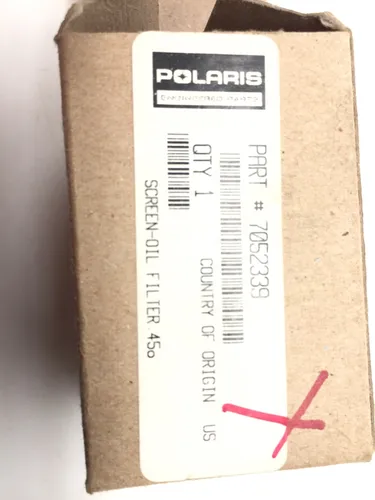 POLARIS
PART # 7052339
QTY 1
COUNTRY OF ORIGIN US
SCREEN-OIL FILTER 45o